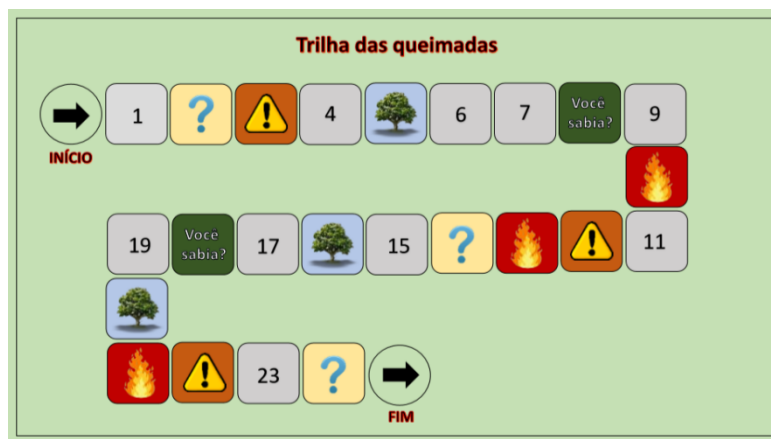 Trilha das queimadas
1 ? 4 6 7 Você sabia? 9
INÍCIO
19 Você sabia? 17 15 ? 11
23 ?
FIM